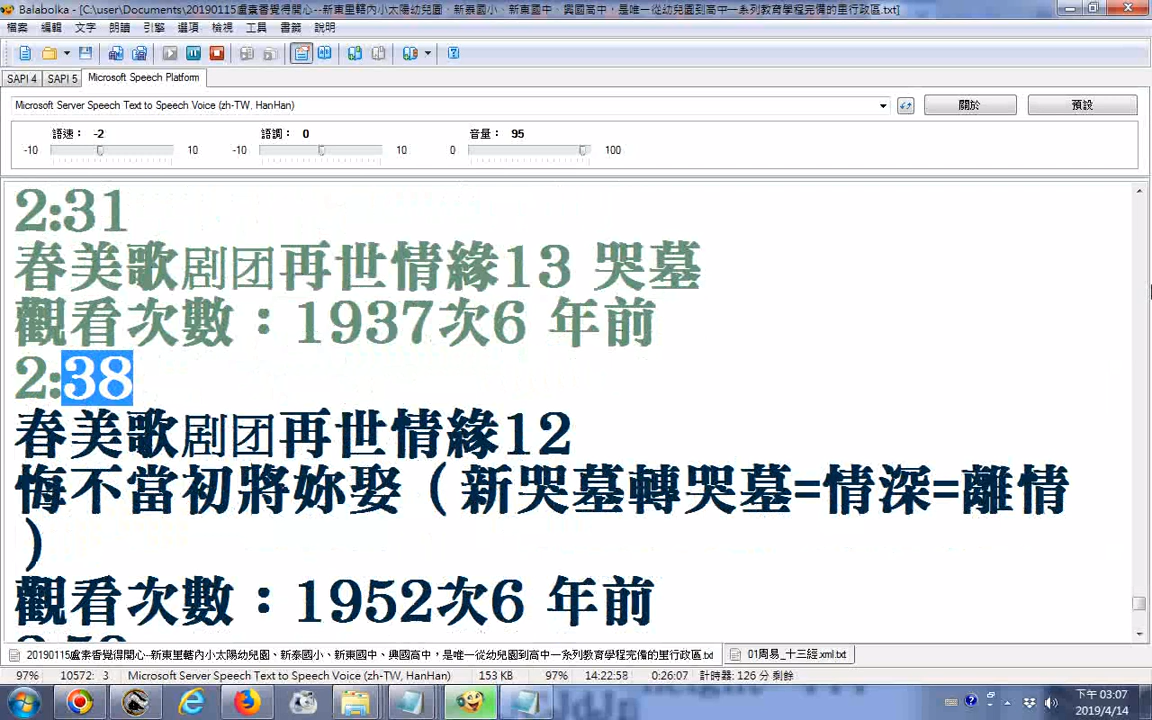 Balabolka - [C:\user\Documents\20190115盧素香覺得開心--新東里轄內小太陽幼兒園、新泰國小、新東國中、興國高中，是唯一從幼兒園到高中一系列教育學程完備的里行政區.txt]
檔案 編輯 文字 朗讀 引擎 選項 檢視 工具 書籤 說明
SAPI 4 SAPI 5 Microsoft Speech Platform
Microsoft Server Speech Text to Speech Voice (zh-TW, HanHan) 關於 預設
語速： -2 語調： 0 音量： 95
-10 10 -10 10 0 100
2:31
春美歌剧团再世情緣13 哭墓
觀看次數：1937次6 年前
2:38
春美歌剧团再世情緣12
悔不當初將妳娶（新哭墓轉哭墓=情深=離情
）
觀看次數：1952次6 年前
20190115盧素香覺得開心--新東里轄內小太陽幼兒園、新泰國小、新東國中、興國高中，是唯一從幼兒園到高中一系列教育學程完備的里行政區.txt 01周易_十三經.xml.txt
97% 10572: 3 Microsoft Server Speech Text to Speech Voice (zh-TW, HanHan) 153 KB 97% 14:22:58 0:26:07 計時器: 126 分 剩餘
下午 03:07
2019/4/14